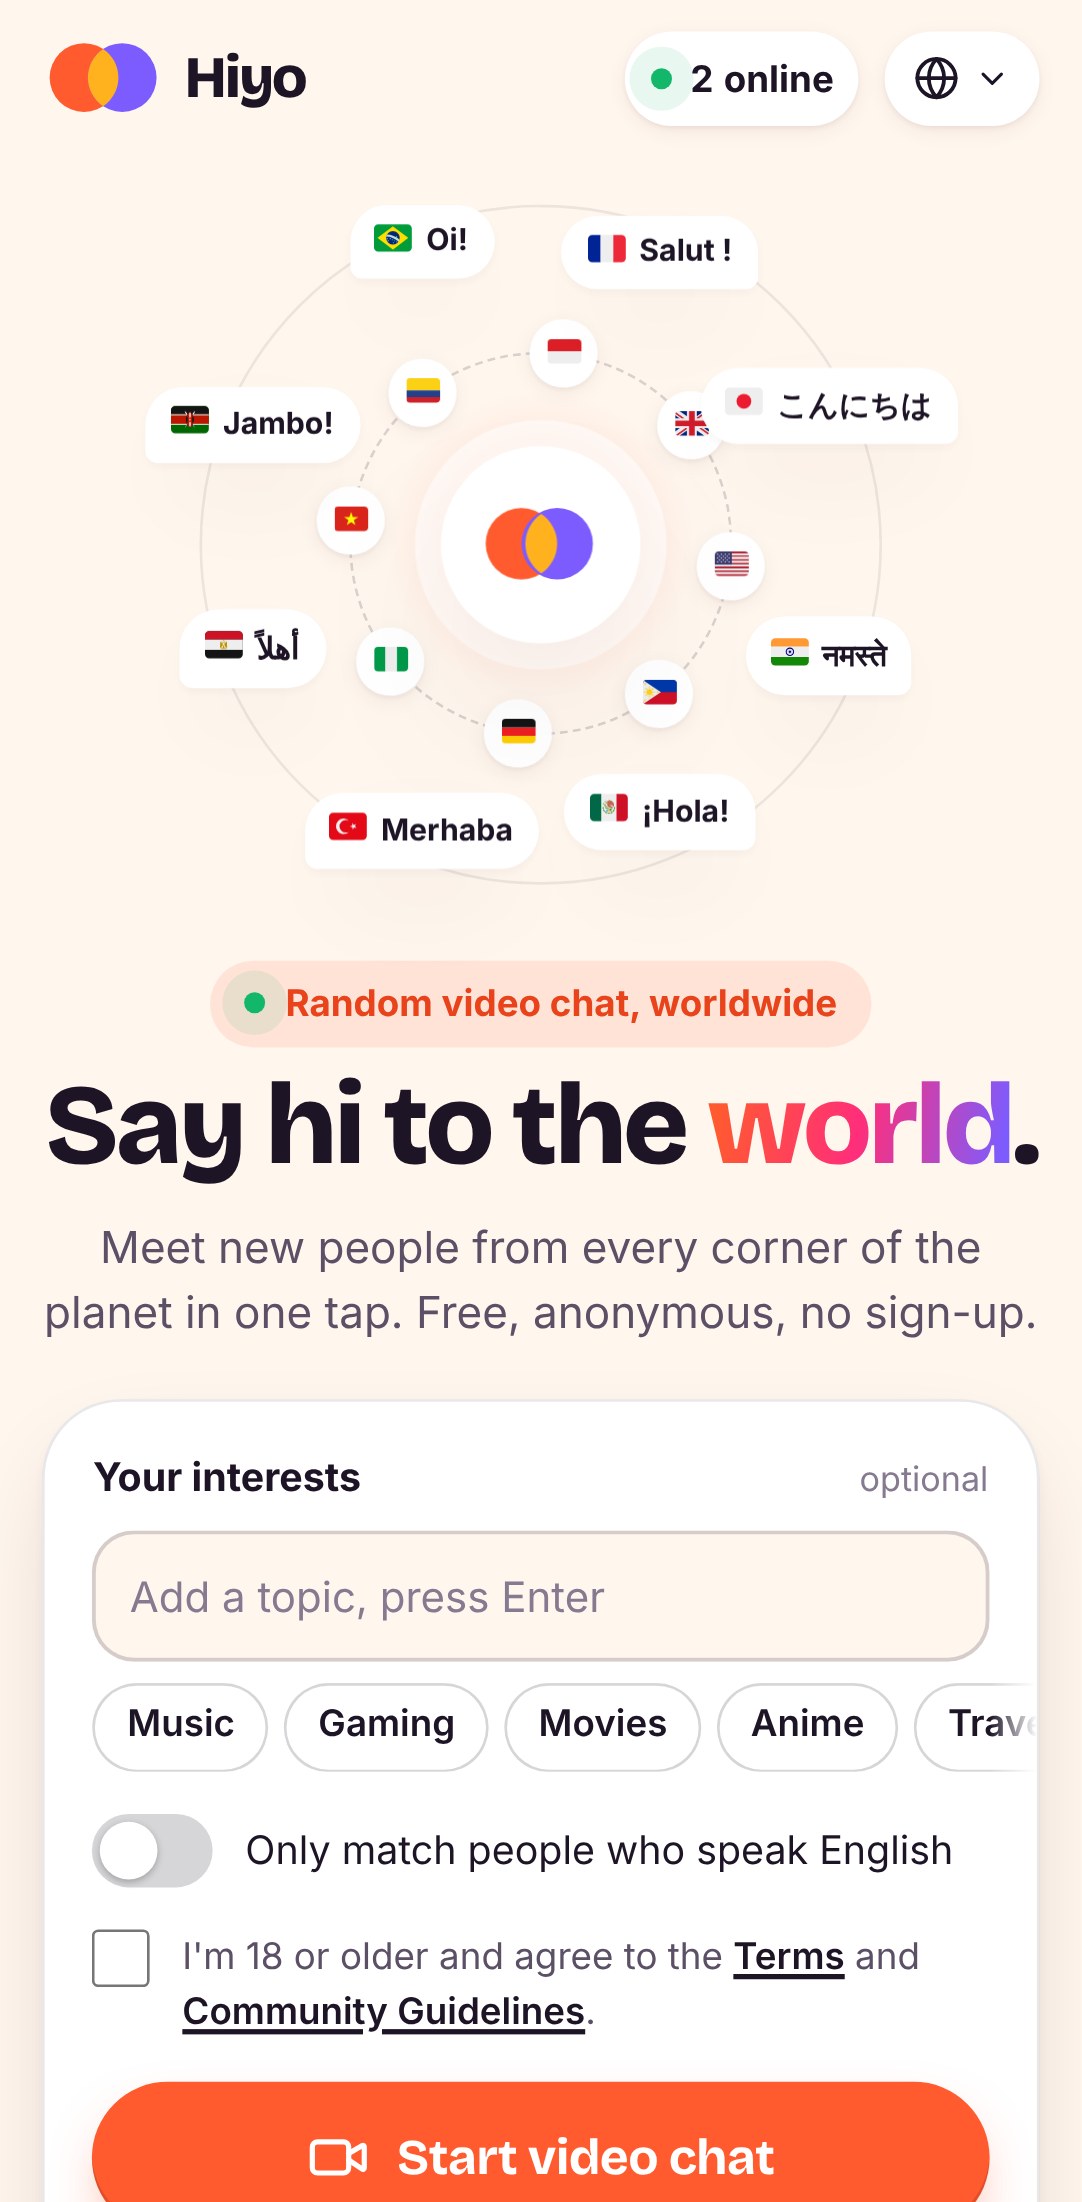 Hiyo
2 online
Oi!
Salut !
こんにちは
Jambo!
أهلاً
नमस्ते
Merhaba
¡Hola!
Random video chat, worldwide
Say hi to the world.
Meet new people from every corner of the
planet in one tap. Free, anonymous, no sign-up.
Your interests
optional
Add a topic, press Enter
Music
Gaming
Movies
Anime
Only match people who speak English
I'm 18 or older and agree to the Terms and
Community Guidelines.
Start video chat